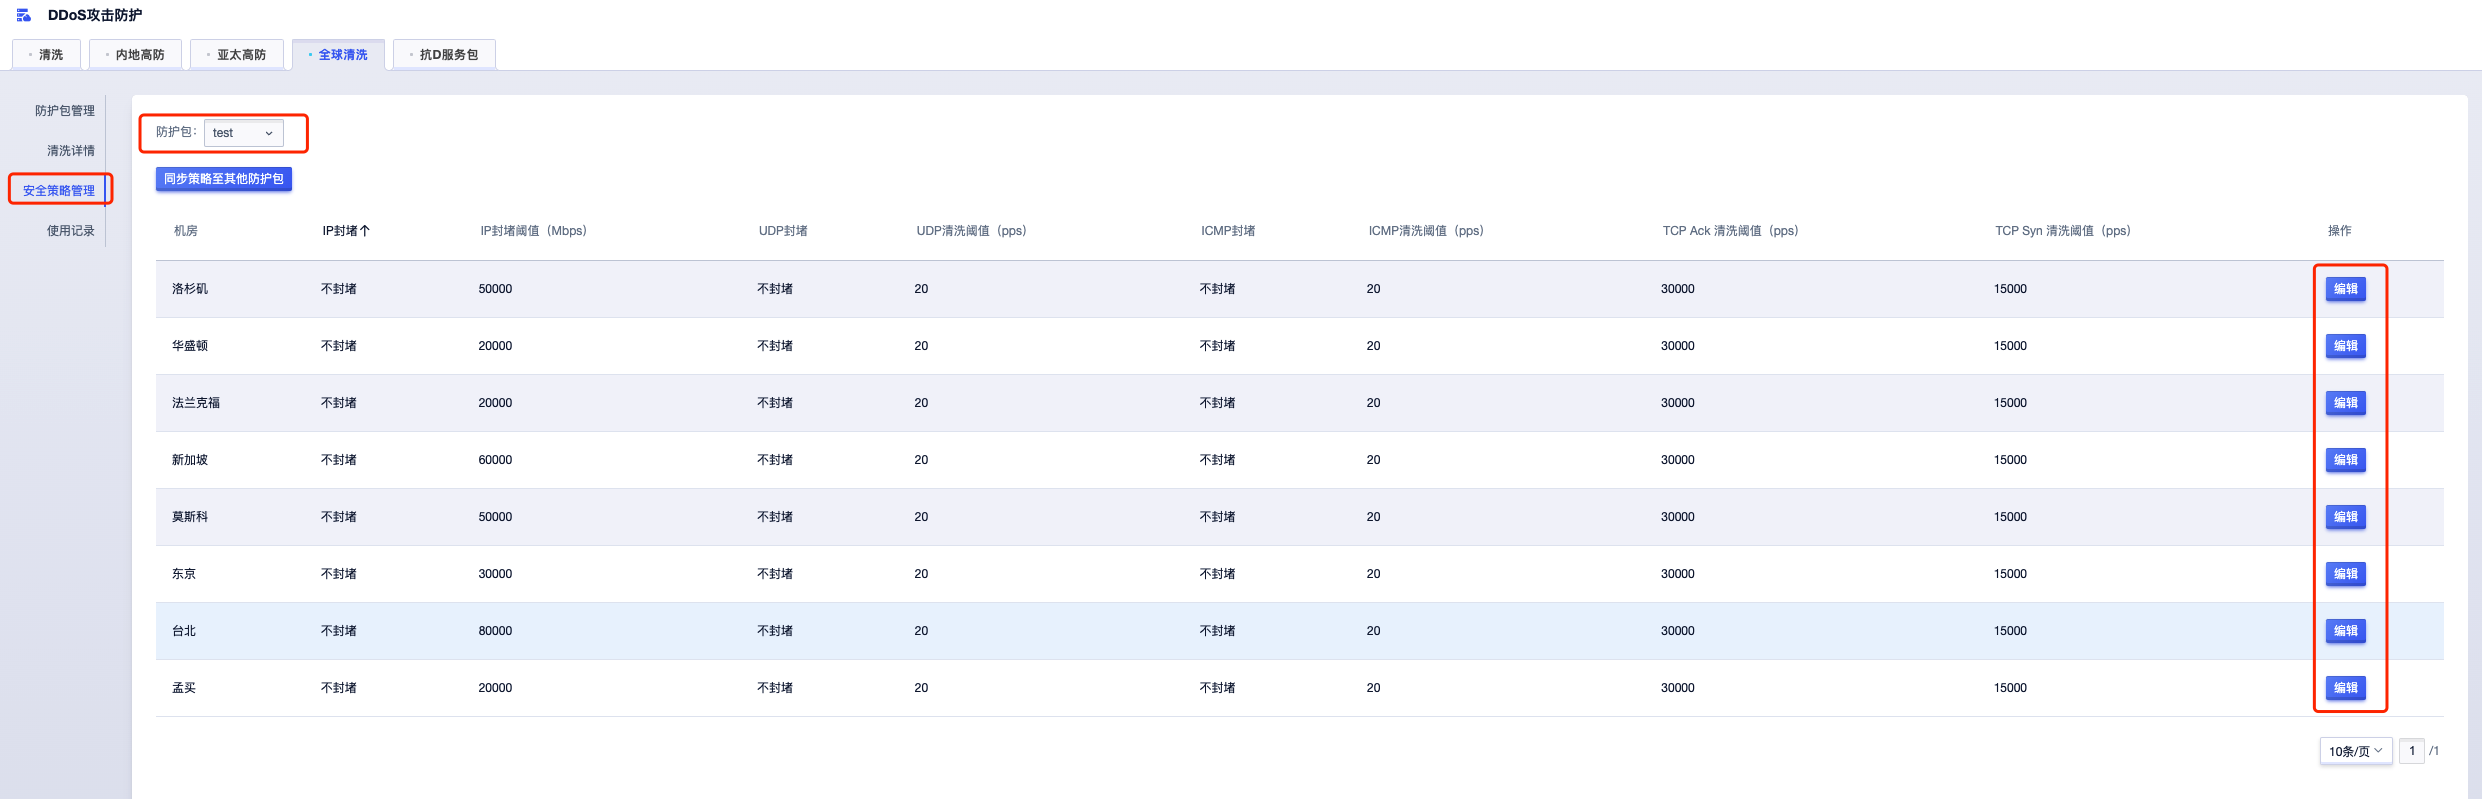 DDoS攻击防护
清洗 内地高防 亚太高防 全球清洗 抗D服务包
防护包管理
清洗详情
安全策略管理
使用记录
防护包： test
同步策略至其他防护包
机房 IP封堵↑ IP封堵阈值（Mbps） UDP封堵 UDP清洗阈值（pps） ICMP封堵 ICMP清洗阈值（pps） TCP Ack 清洗阈值（pps） TCP Syn 清洗阈值（pps） 操作
洛杉矶 不封堵 50000 不封堵 20 不封堵 20 30000 15000 编辑
华盛顿 不封堵 20000 不封堵 20 不封堵 20 30000 15000 编辑
法兰克福 不封堵 20000 不封堵 20 不封堵 20 30000 15000 编辑
新加坡 不封堵 60000 不封堵 20 不封堵 20 30000 15000 编辑
莫斯科 不封堵 50000 不封堵 20 不封堵 20 30000 15000 编辑
东京 不封堵 30000 不封堵 20 不封堵 20 30000 15000 编辑
台北 不封堵 80000 不封堵 20 不封堵 20 30000 15000 编辑
孟买 不封堵 20000 不封堵 20 不封堵 20 30000 15000 编辑
10条/页 1 /1